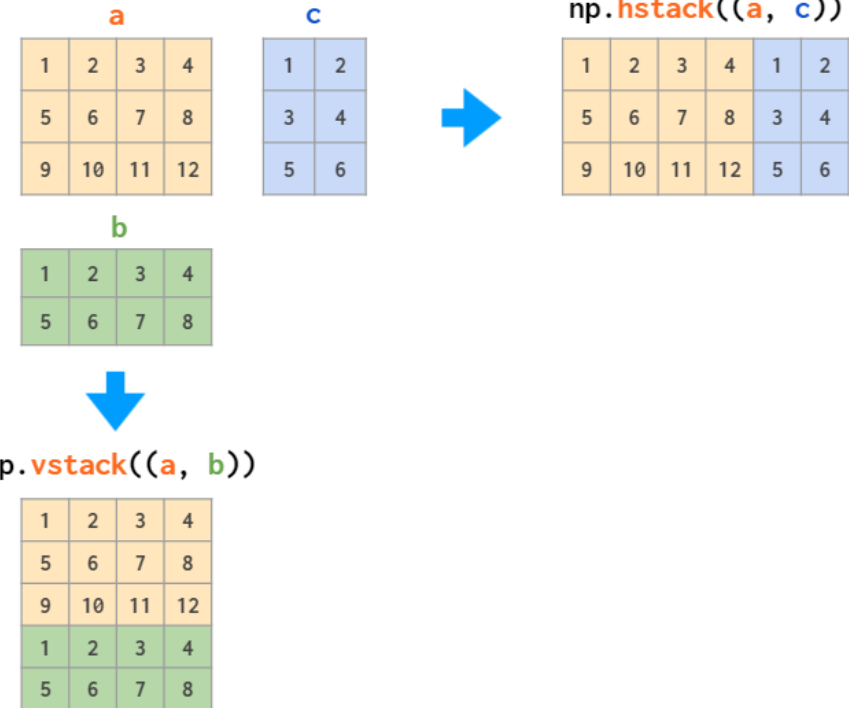 a
1 2 3 4
5 6 7 8
9 10 11 12
c
1 2
3 4
5 6
np.hstack((a, c))
1 2 3 4 1 2
5 6 7 8 3 4
9 10 11 12 5 6
b
1 2 3 4
5 6 7 8
p.vstack((a, b))
1 2 3 4
5 6 7 8
9 10 11 12
1 2 3 4
5 6 7 8